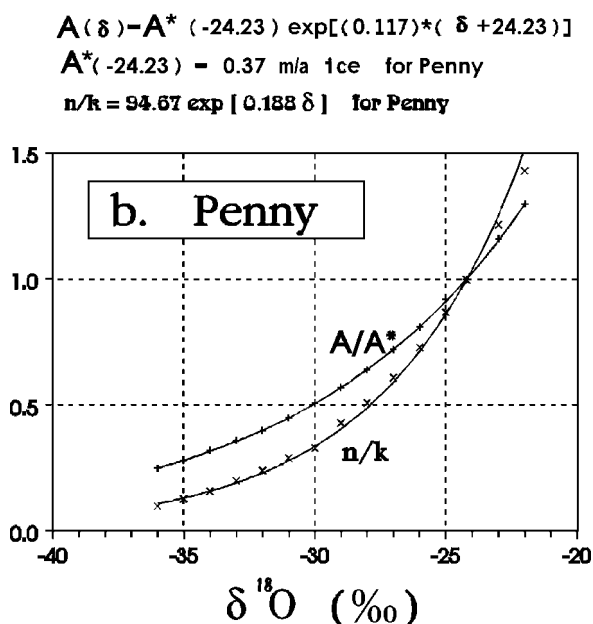 A(δ)=A* (-24.23) exp[(0.117)*( δ +24.23)]
A*(-24.23) = 0.37 m/a ice for Penny
n/k = 94.67 exp [ 0.188 δ ] for Penny
1.5
b. Penny
1.0
A/A*
0.5
n/k
0.0
-40 -35 -30 -25 -20
δ ¹⁸O (‰)